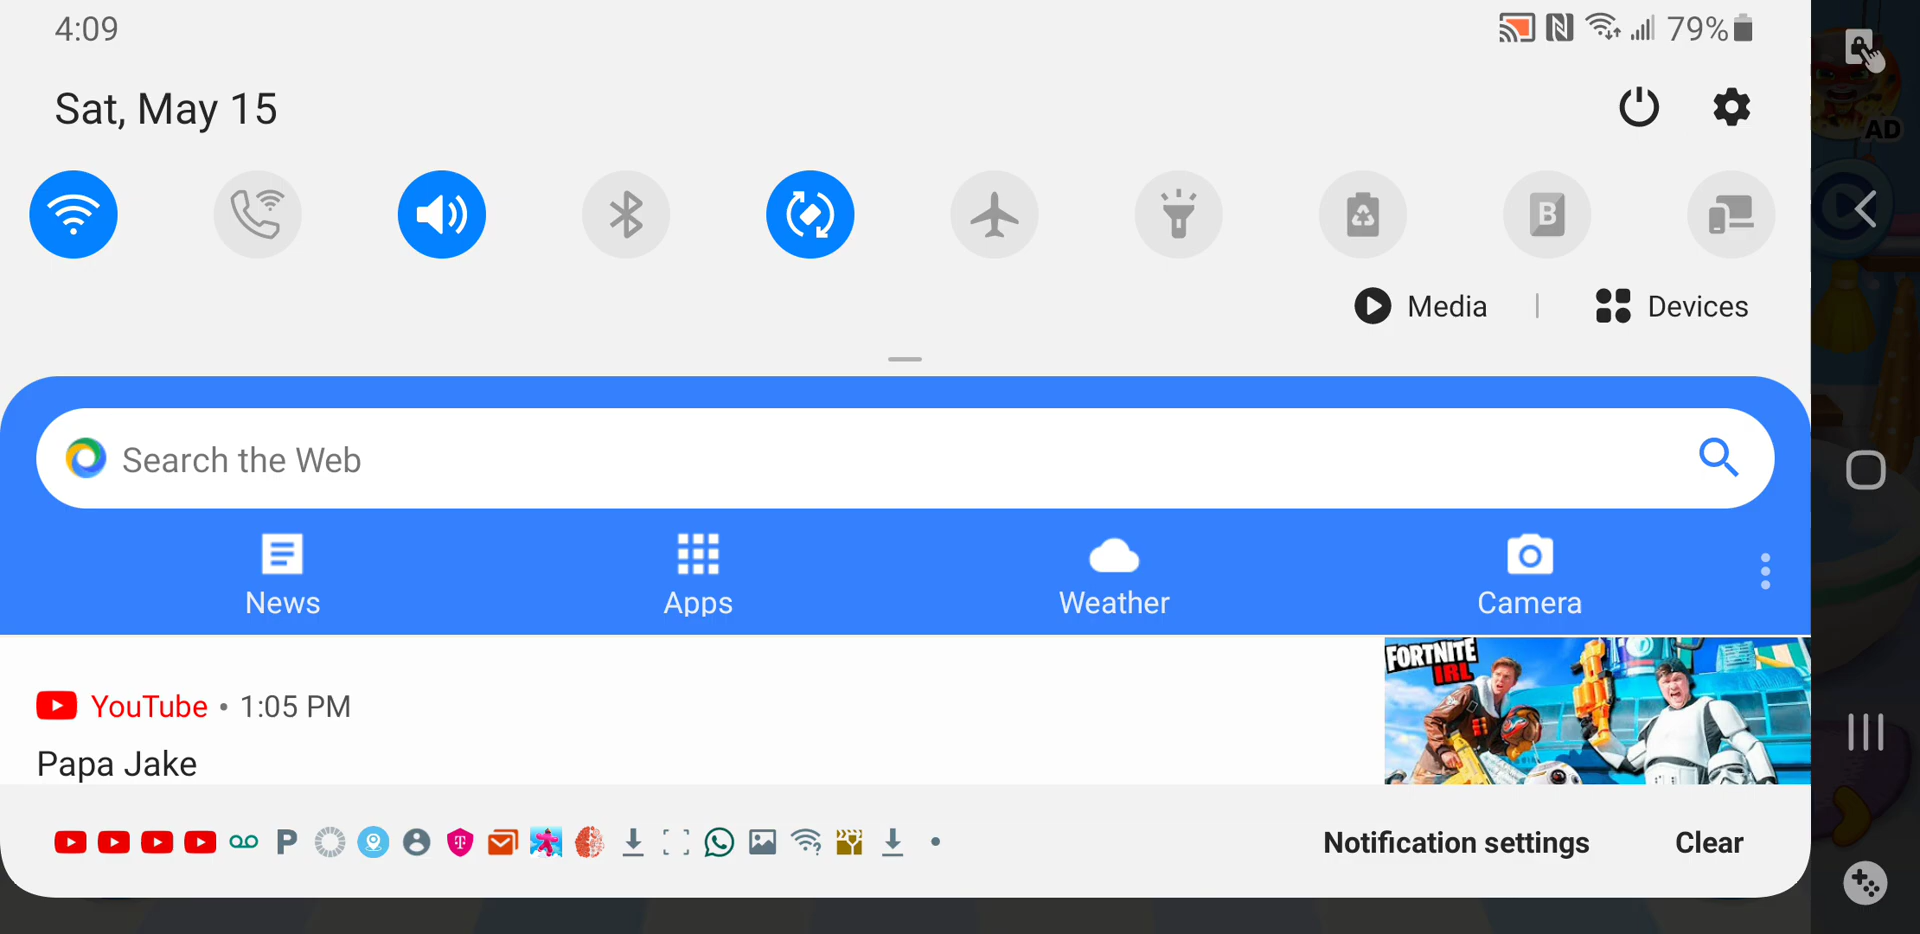 4:09
79%
Sat, May 15
AD
B
Media | Devices
Search the Web
News
Apps
Weather
Camera
FORTNITE
IRL
YouTube • 1:05 PM
Papa Jake
P
T
Notification settings
Clear